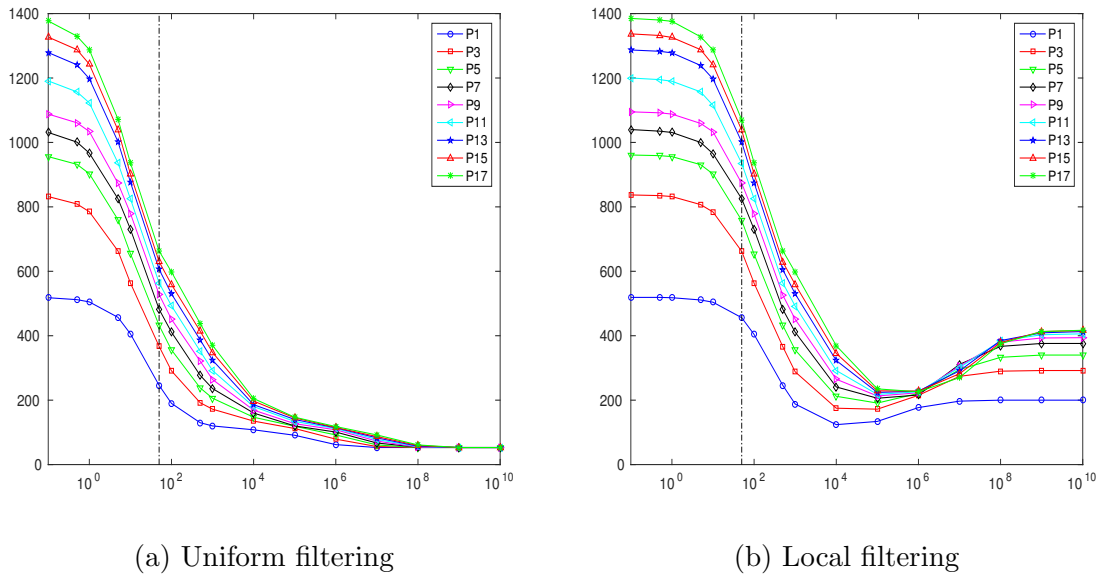 1400
1200
1000
800
600
400
200
0
10^0
10^2
10^4
10^6
10^8
10^10
P1
P3
P5
P7
P9
P11
P13
P15
P17
(a) Uniform filtering
1400
1200
1000
800
600
400
200
0
10^0
10^2
10^4
10^6
10^8
10^10
P1
P3
P5
P7
P9
P11
P13
P15
P17
(b) Local filtering